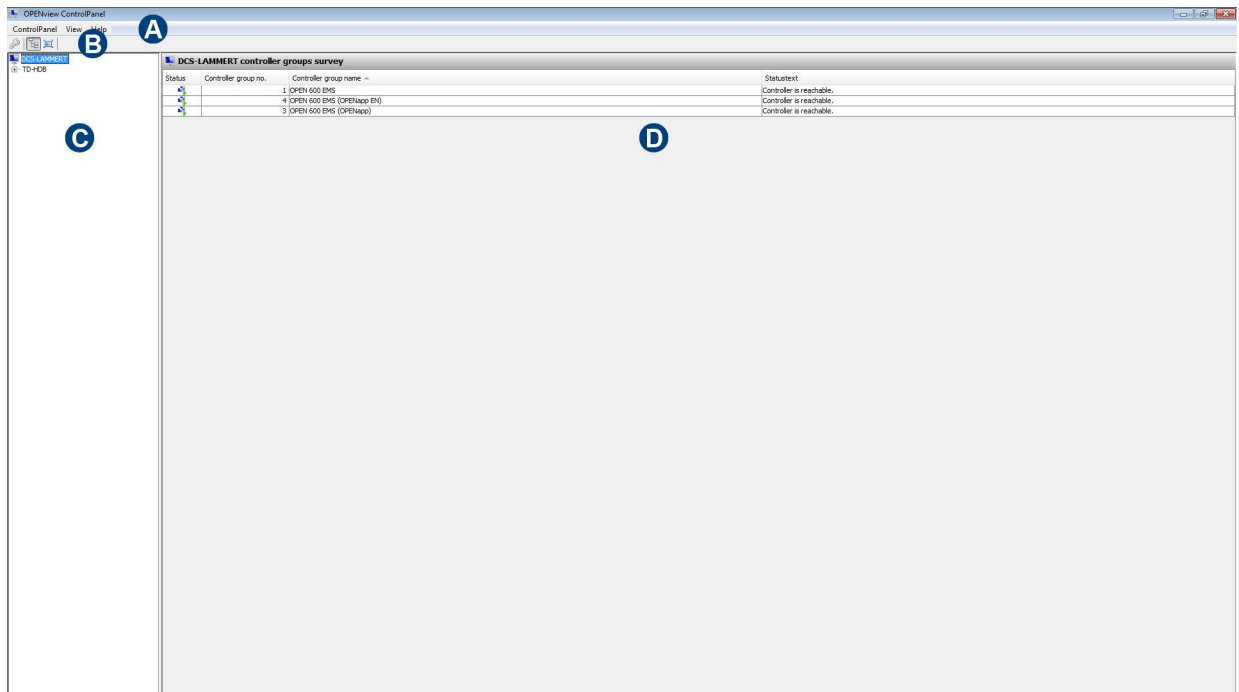 OPENview ControlPanel
ControlPanel View Help
A
B
DCS-LAMMERT
TD-HOB
DCS-LAMMERT controller groups survey
Status Controller group no. Controller group name Statustext
1 OPEN 600 EMS Controller is reachable.
4 OPEN 600 EMS (OPENapp EN) Controller is reachable.
3 OPEN 600 EMS (OPENapp) Controller is reachable.
C
D